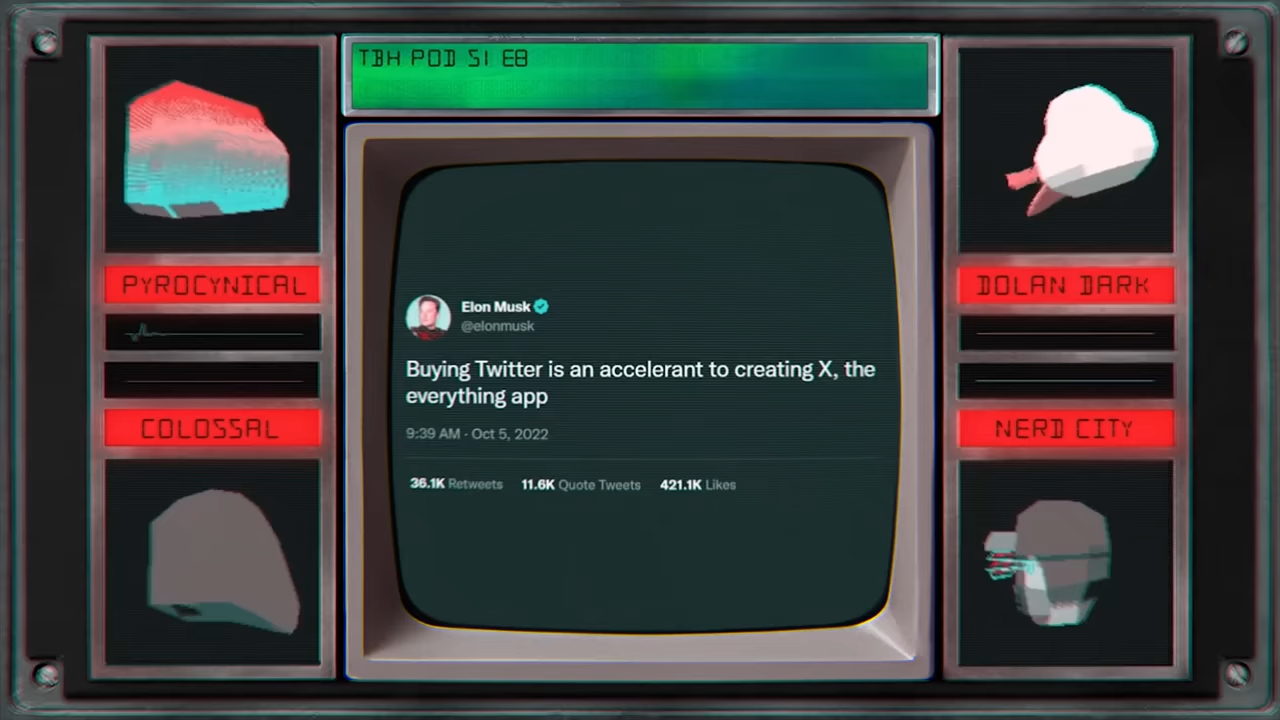 TBH POD S1 E8
PYROCYNICAL
COLOSSAL
Elon Musk
@elonmusk
Buying Twitter is an accelerant to creating X, the
everything app
9:39 AM · Oct 5, 2022
36.1K Retweets 11.6K Quote Tweets 421.1K Likes
DOLAN DARK
NERD CITY